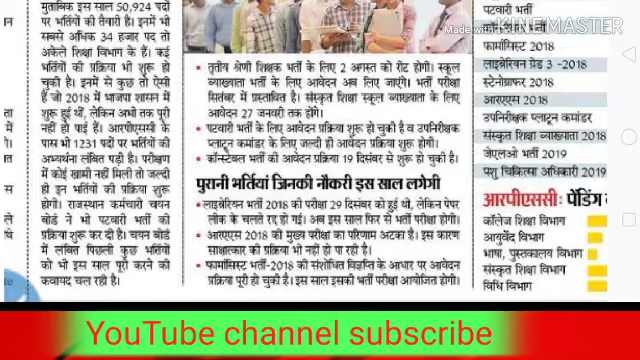 मुताबिक इस साल 50,924 पदों
पर भर्तियों की तैयारी है। इनमें भी
सबसे अधिक 34 हजार पद तो
अकेले शिक्षा विभाग के हैं। कई
भर्तियों की प्रक्रिया भी शुरू हो
चुकी है। इनमें से कुछ तो ऐसी
हैं जो 2018 में भाजपा शासन में
शुरू हुई थीं, लेकिन अभी तक पूरी
नहीं हो पाई हैं। आरपीएससी के
पास भी 1231 पदों पर भर्तियों की
अभ्यर्थना लंबित पड़ी है। परीक्षण
में कोई खामी नहीं मिली तो जल्दी
ही इन भर्तियों की प्रक्रिया शुरू
होगी। राजस्थान कर्मचारी चयन
बोर्ड ने भी पटवारी भर्ती की
प्रक्रिया शुरू कर दी है। चयन बोर्ड
में लंबित पिछली कुछ भर्तियों
को भी इस साल पूरी करने की
कवायद चल रही है।
• तृतीय श्रेणी शिक्षक भर्ती के लिए 2 अगस्त को रीट होगी। स्कूल
व्याख्याता भर्ती के लिए आवेदन अब लिए जाएंगे। भर्ती परीक्षा
सितंबर में प्रस्तावित है। संस्कृत शिक्षा स्कूल व्याख्याता के लिए
आवेदन 27 जनवरी तक होंगे।
• पटवारी भर्ती के लिए आवेदन प्रक्रिया शुरू हो चुकी है व उपनिरीक्षक
प्लाटून कमांडर के लिए जल्दी ही आवेदन प्रक्रिया शुरू होगी।
• कॉन्स्टेबल भर्ती की आवेदन प्रक्रिया 19 दिसंबर से शुरू हो चुकी है।
पुरानी भर्तियां जिनकी नौकरी इस साल लगेगी
• लाइब्रेरियन भर्ती 2018 की परीक्षा 29 दिसंबर को हुई थी, लेकिन पेपर
लीक के चलते रद्द हो गई। अब इस साल फिर से भर्ती परीक्षा होगी।
• आरएएस 2018 की मुख्य परीक्षा का परिणाम अटका है। इस कारण
साक्षात्कार की प्रक्रिया भी नहीं हो पा रही है।
• फार्मासिस्ट भर्ती-2018 की संशोधित विज्ञप्ति के आधार पर आवेदन
प्रक्रिया पूरी हो चुकी है। इस साल इसकी भर्ती परीक्षा आयोजित होगी।
पटवारी भर्ती
Made with KINEMASTER
फार्मासिस्ट 2018
लाइब्रेरियन ग्रेड 3 -2018
स्टेनोग्राफर 2018
आरएएस 2018
उपनिरीक्षक प्लाटून कमांडर
संस्कृत शिक्षा व्याख्याता 2018
जेएलओ भर्ती 2019
पशु चिकित्सा अधिकारी 2019
आरपीएससी: पेंडिंग
कॉलेज शिक्षा विभाग
आयुर्वेद विभाग
भाषा, पुस्तकालय विभाग
संस्कृत शिक्षा विभाग
विधि विभाग
YouTube channel subscribe